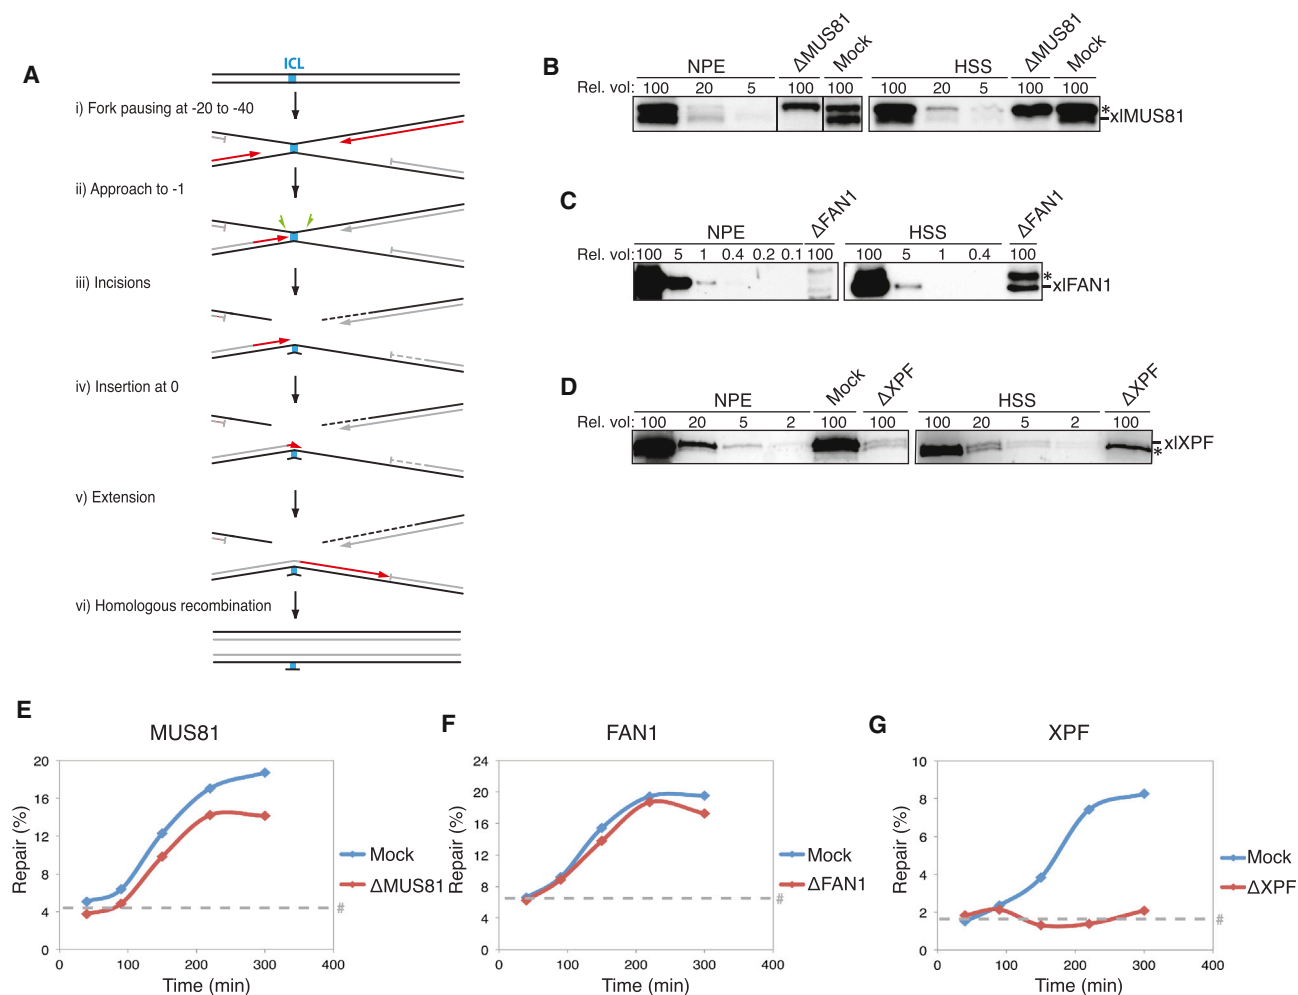 A
ICL
i) Fork pausing at -20 to -40
ii) Approach to -1
iii) Incisions
iv) Insertion at 0
v) Extension
vi) Homologous recombination
B
NPE ΔMUS81 Mock HSS ΔMUS81 Mock
Rel. vol: 100 20 5 100 100 100 20 5 100 100
*
xlMUS81
C
NPE ΔFAN1 HSS ΔFAN1
Rel. vol: 100 5 1 0.4 0.2 0.1 100 100 5 1 0.4 100
*
xlFAN1
D
NPE Mock ΔXPF HSS ΔXPF
Rel. vol: 100 20 5 2 100 100 100 20 5 2 100
xlXPF
*
E
MUS81
Repair (%)
20
16
12
8
4
0
0 100 200 300 400
Time (min)
Mock
ΔMUS81
#
F
FAN1
Repair (%)
24
20
16
12
8
4
0
0 100 200 300 400
Time (min)
Mock
ΔFAN1
#
G
XPF
Repair (%)
10
8
6
4
2
0
0 100 200 300 400
Time (min)
Mock
ΔXPF
#